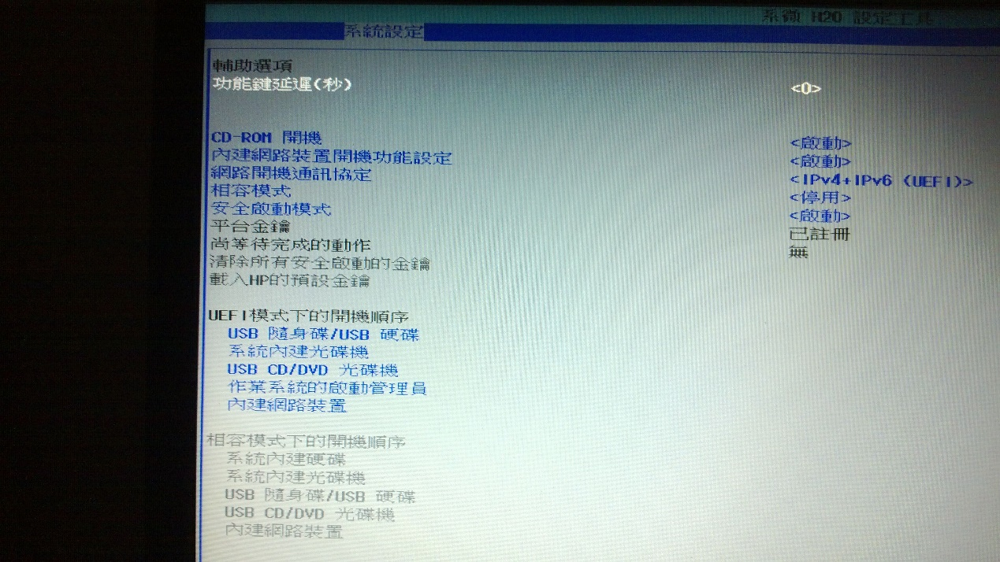 系微 H20 設定工具
系統設定
輔助選項
功能鍵延遲(秒) <0>
CD-ROM 開機 <啟動>
內建網路裝置開機功能設定 <啟動>
網路開機通訊協定 <IPv4+IPv6 (UEFI)>
相容模式 <停用>
安全啟動模式 <啟動>
平台金鑰 已註冊
尚等待完成的動作 無
清除所有安全啟動的金鑰
載入HP的預設金鑰
UEFI模式下的開機順序
USB 隨身碟/USB 硬碟
系統內建光碟機
USB CD/DVD 光碟機
作業系統的啟動管理員
內建網路裝置
相容模式下的開機順序
系統內建硬碟
系統內建光碟機
USB 隨身碟/USB 硬碟
USB CD/DVD 光碟機
內建網路裝置